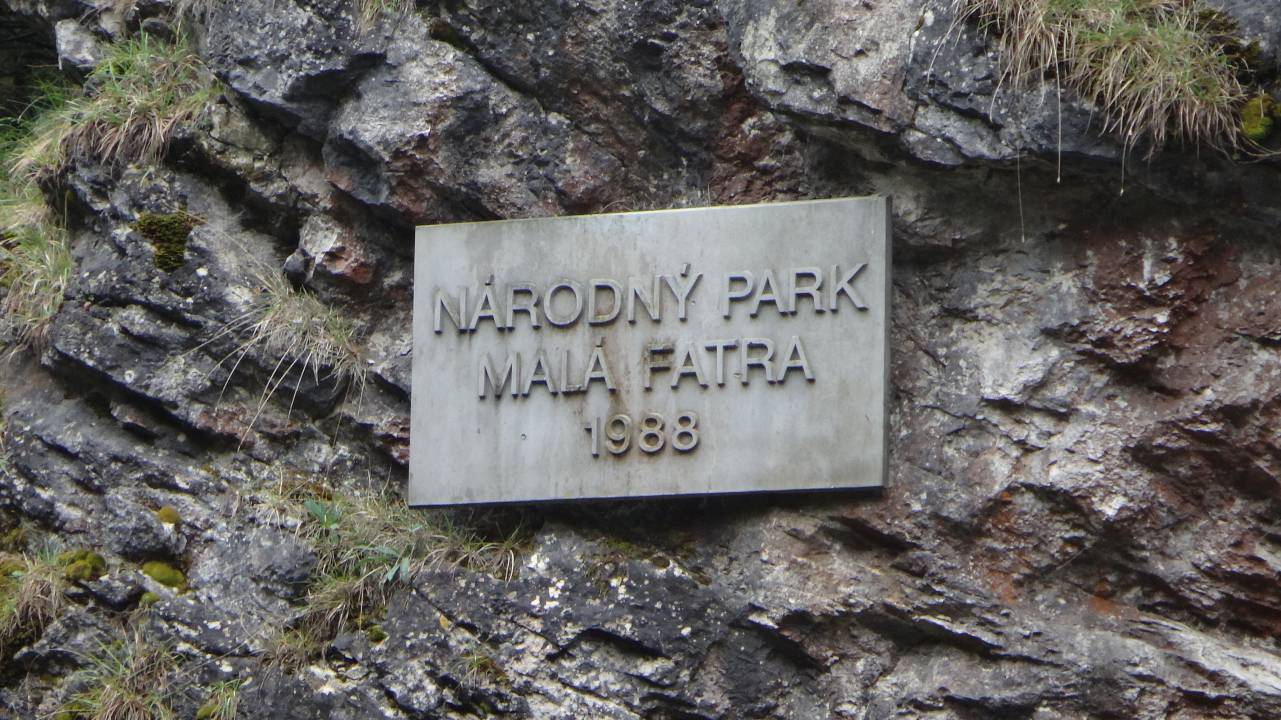 NÁRODNÝ PARK
MALÁ FATRA
1988